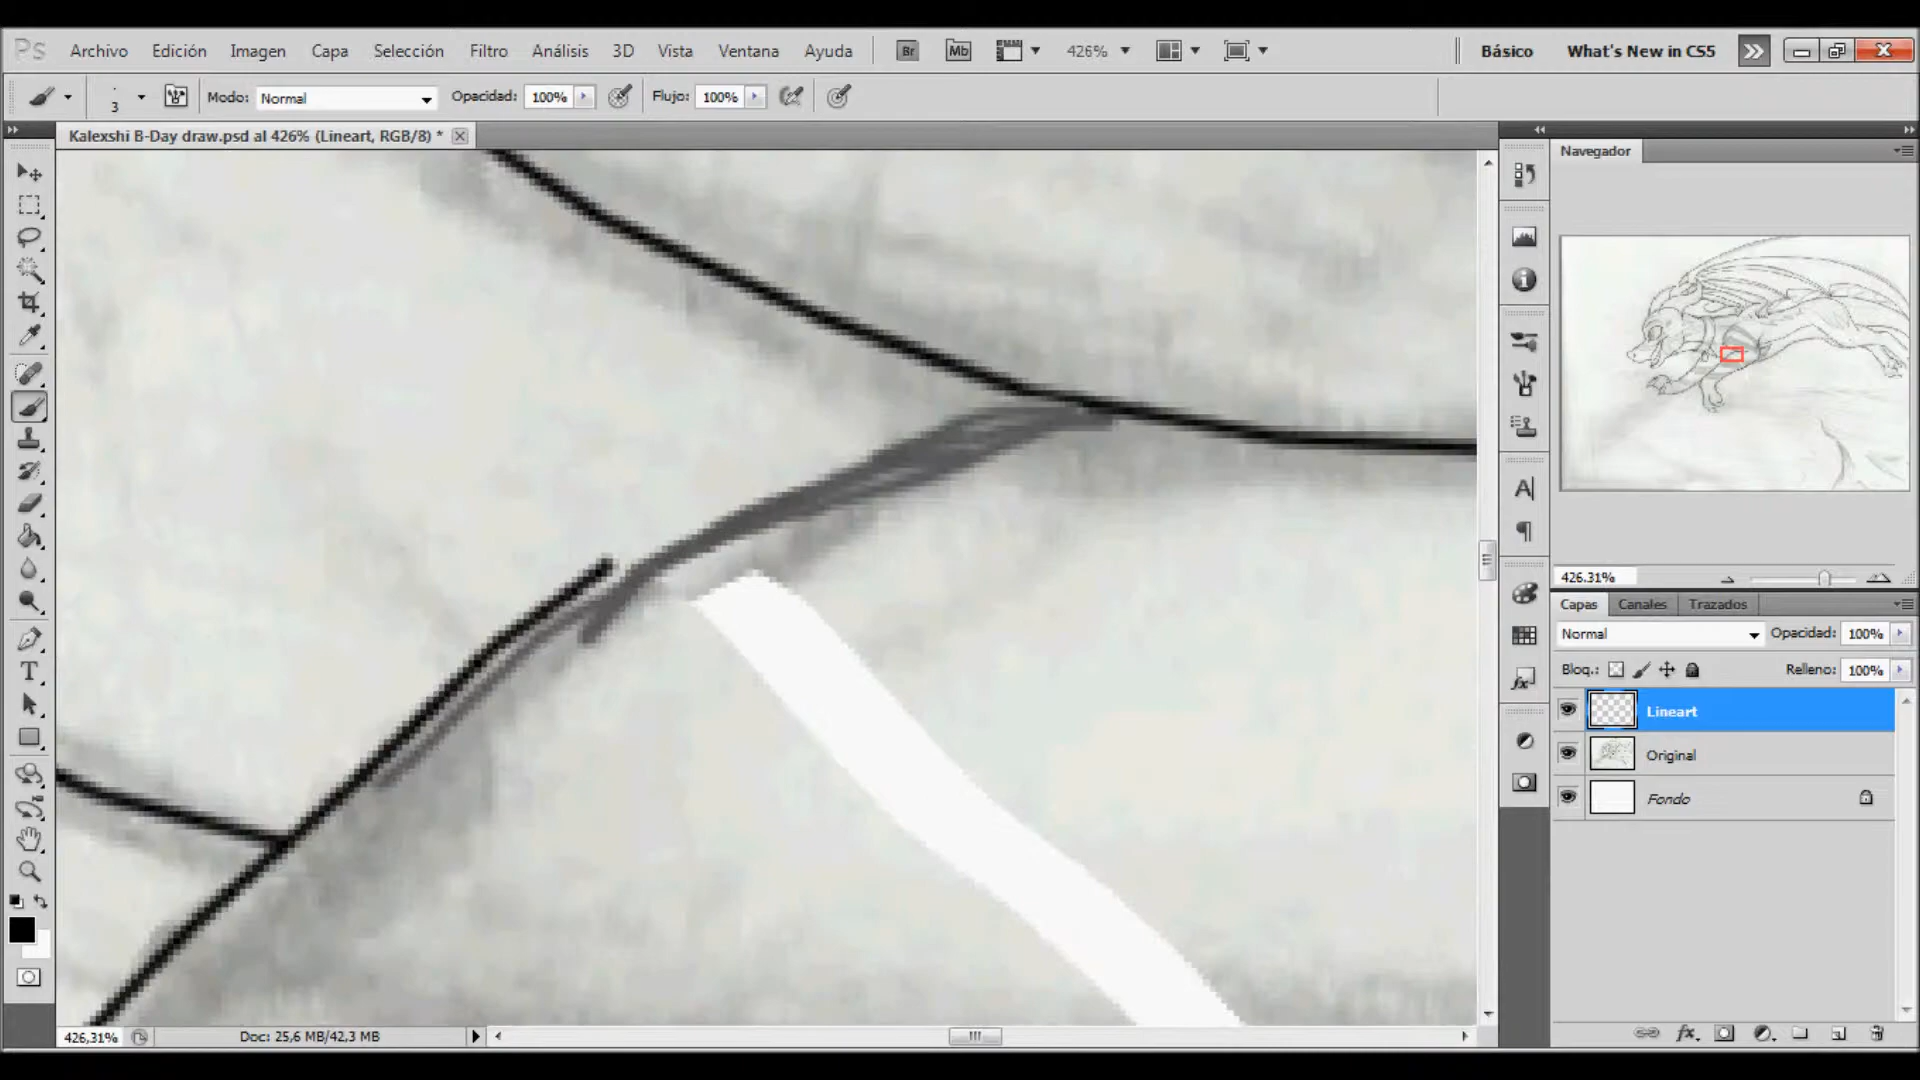 Ps Archivo Edición Imagen Capa Selección Filtro Análisis 3D Vista Ventana Ayuda Br Mb 426% Básico What's New in CS5
3 Modo: Normal Opacidad: 100% Flujo: 100%
Kalexshi B-Day draw.psd al 426% (Lineart, RGB/8) *
Navegador
426.31%
Capas Canales Trazados
Normal Opacidad: 100%
Bloq.: Relleno: 100%
Lineart
Original
Fondo
426,31% Doc: 25,6 MB/42,3 MB